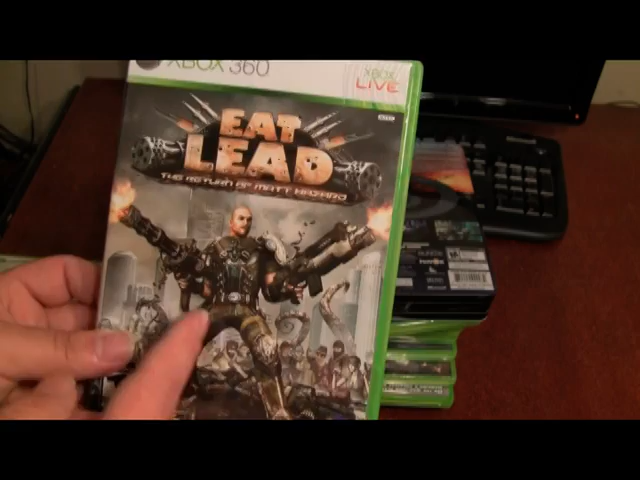 XBOX 360
XBOX
LIVE
EAT
LEAD
THE RETURN OF MATT HAZARD